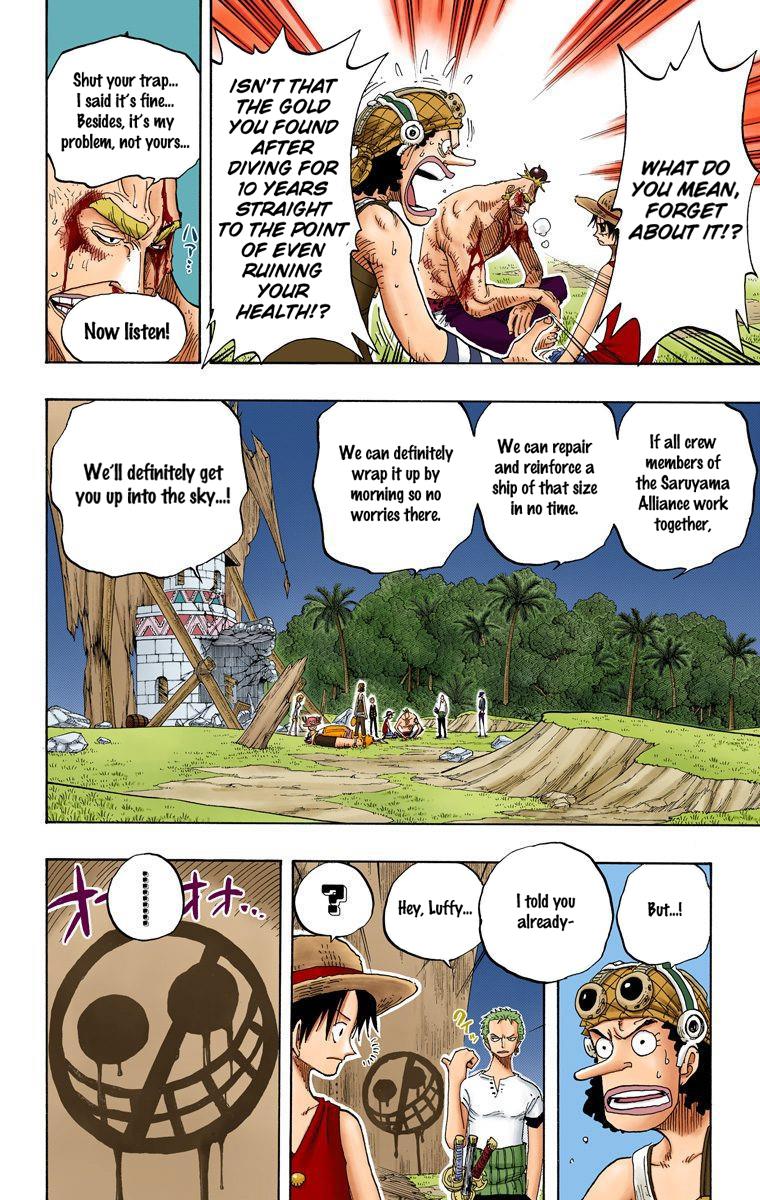 WHAT DO
YOU MEAN,
FORGET
ABOUT IT!?
ISN'T THAT
THE GOLD
YOU FOUND
AFTER
DIVING FOR
10 YEARS
STRAIGHT
TO THE POINT
OF EVEN
RUINING
YOUR
HEALTH!?
Shut your trap...
I said it's fine...
Besides, it's my
problem, not yours...
ハァ…
Now listen!
If all crew
members of
the Saruyama
Alliance work
together,
We can repair
and reinforce a
ship of that size
in no time.
We can definitely
wrap it up by
morning so no
worries there.
We'll definitely get
you up into the sky...!
But...!
I told you
already-
Hey, Luffy...
クイッ
?
オオオ…